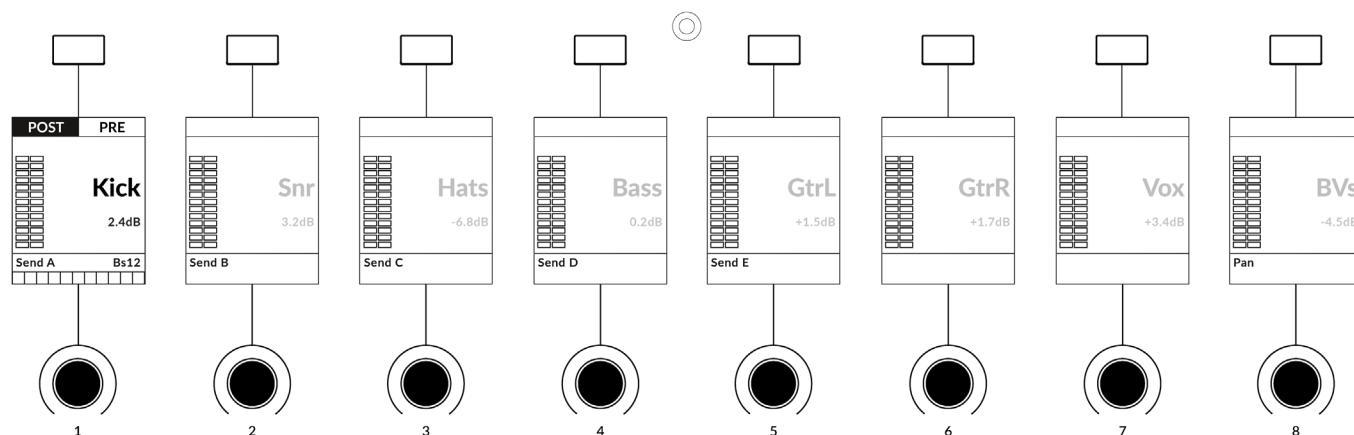 POST PRE
Kick Snr Hats Bass GtrL GtrR Vox BVs
2.4dB 3.2dB -6.8dB 0.2dB +1.5dB +1.7dB +3.4dB -4.5dB
Send A Bs12 Send B Send C Send D Send E Pan
1 2 3 4 5 6 7 8